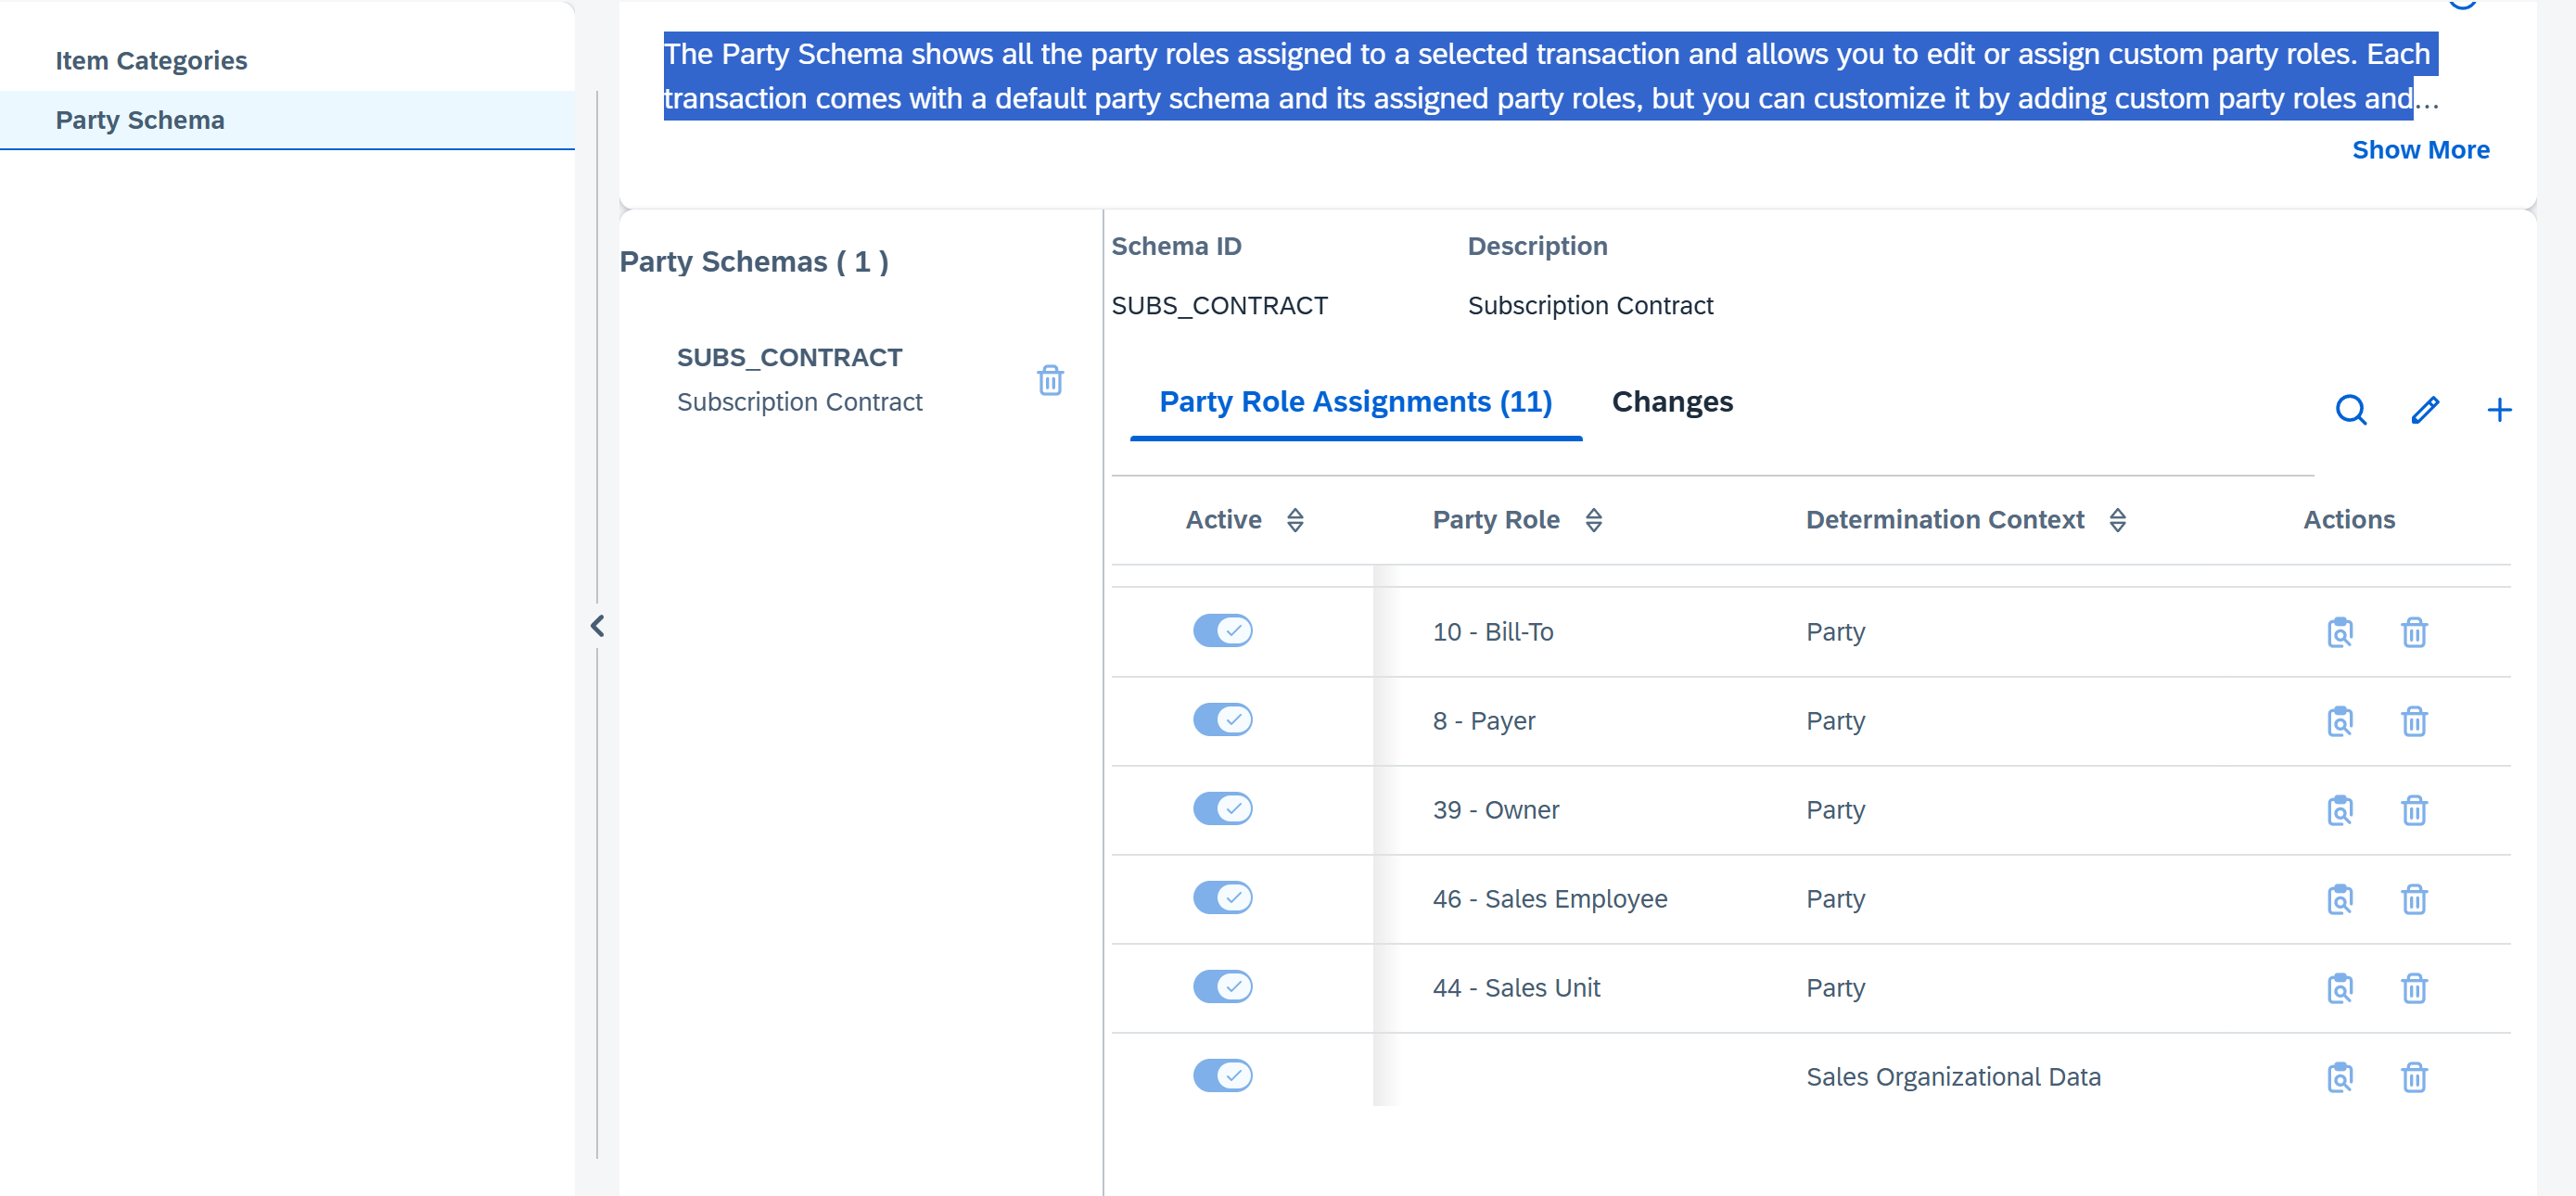 Item Categories
Party Schema
The Party Schema shows all the party roles assigned to a selected transaction and allows you to edit or assign custom party roles. Each
transaction comes with a default party schema and its assigned party roles, but you can customize it by adding custom party roles and...
Show More
Party Schemas ( 1 )
SUBS_CONTRACT
Subscription Contract
Schema ID Description
SUBS_CONTRACT Subscription Contract
Party Role Assignments (11) Changes
Active Party Role Determination Context Actions
10 - Bill-To Party
8 - Payer Party
39 - Owner Party
46 - Sales Employee Party
44 - Sales Unit Party
Sales Organizational Data